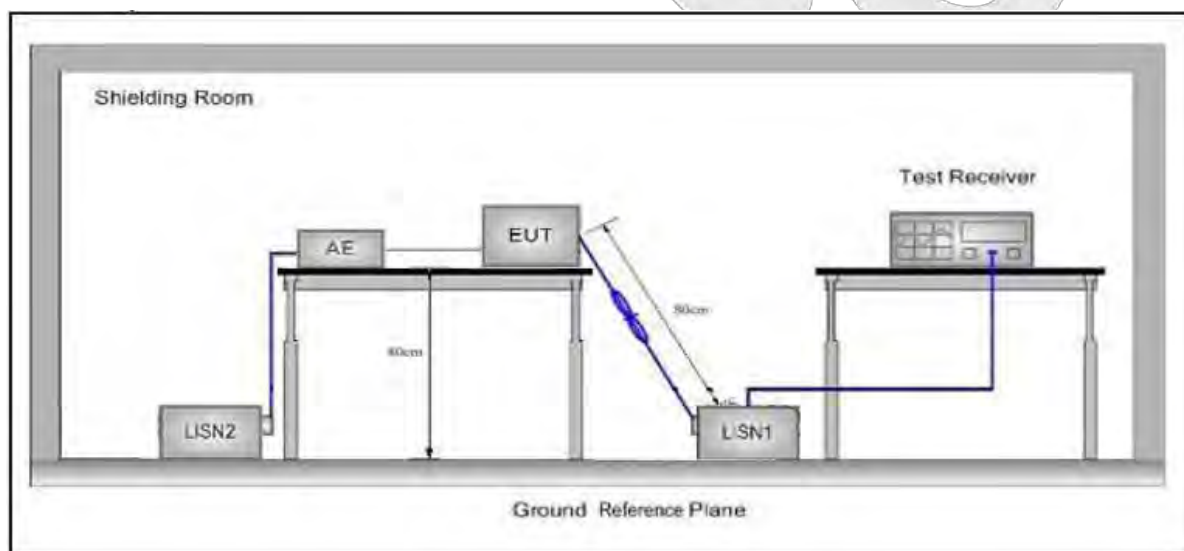 Shielding Room
Test Receiver
AE
EUT
80cm
80cm
LISN2
LISN1
Ground Reference Plane